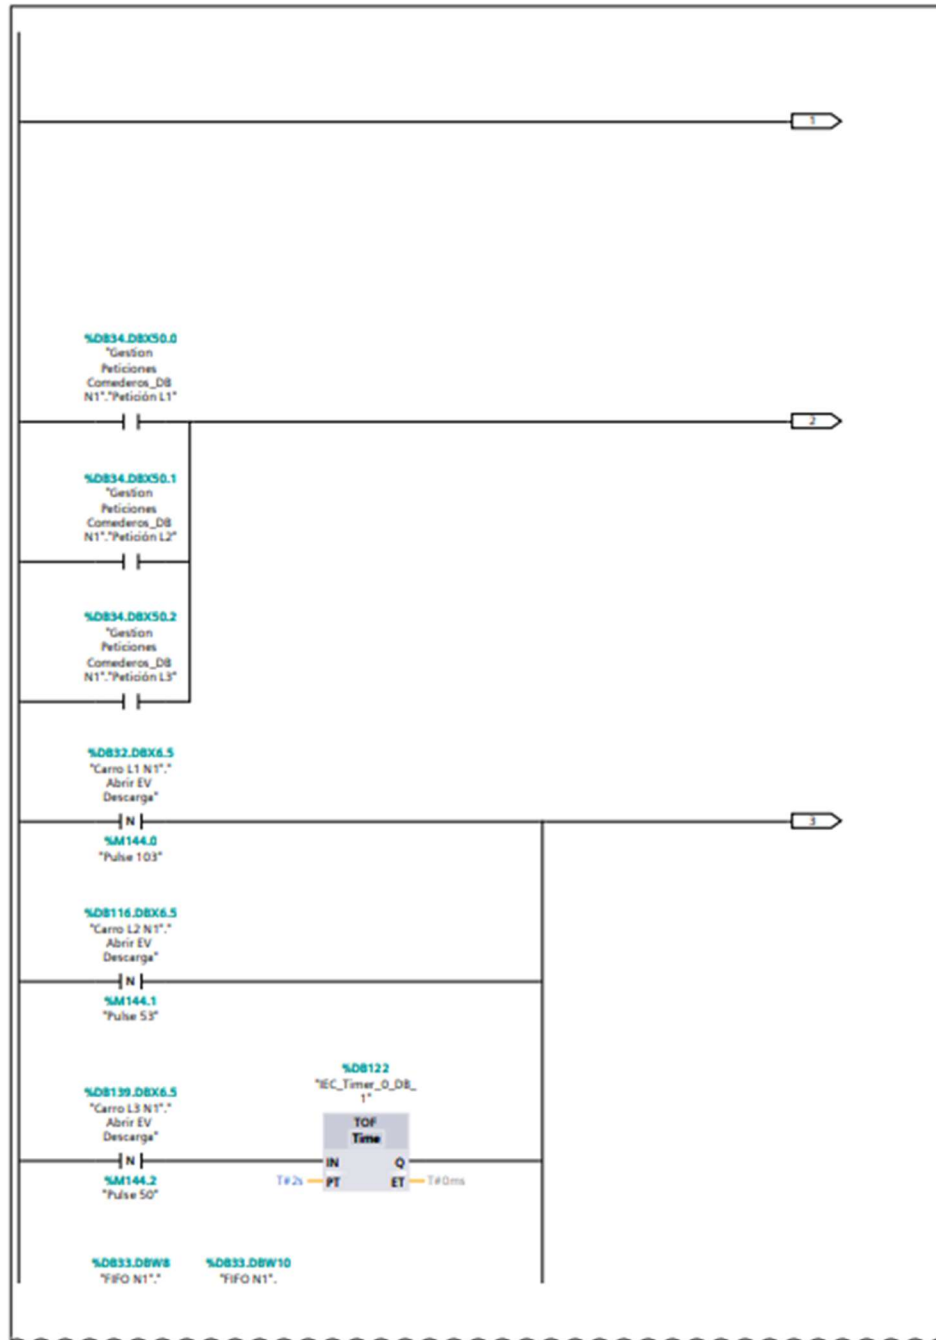 1
%DB34.DBX50.0
"Gestion
Peticiones
Comederos_DB
N1"."Petición L1"
2
%DB34.DBX50.1
"Gestion
Peticiones
Comederos_DB
N1"."Petición L2"
%DB34.DBX50.2
"Gestion
Peticiones
Comederos_DB
N1"."Petición L3"
%DB32.DBX6.5
"Carro L1 N1"."
Abrir EV
Descarga"
N
3
%M144.0
"Pulse 103"
%DB116.DBX6.5
"Carro L2 N1"."
Abrir EV
Descarga"
N
%M144.1
"Pulse 53"
%DB122
"IEC_Timer_0_DB_
1"
%DB139.DBX6.5
"Carro L3 N1"."
Abrir EV
Descarga"
TOF
Time
N
IN Q
%M144.2
"Pulse 50"
T#2s PT ET T#0ms
%DB33.DBW8 %DB33.DBW10
"FIFO N1"." "FIFO N1".